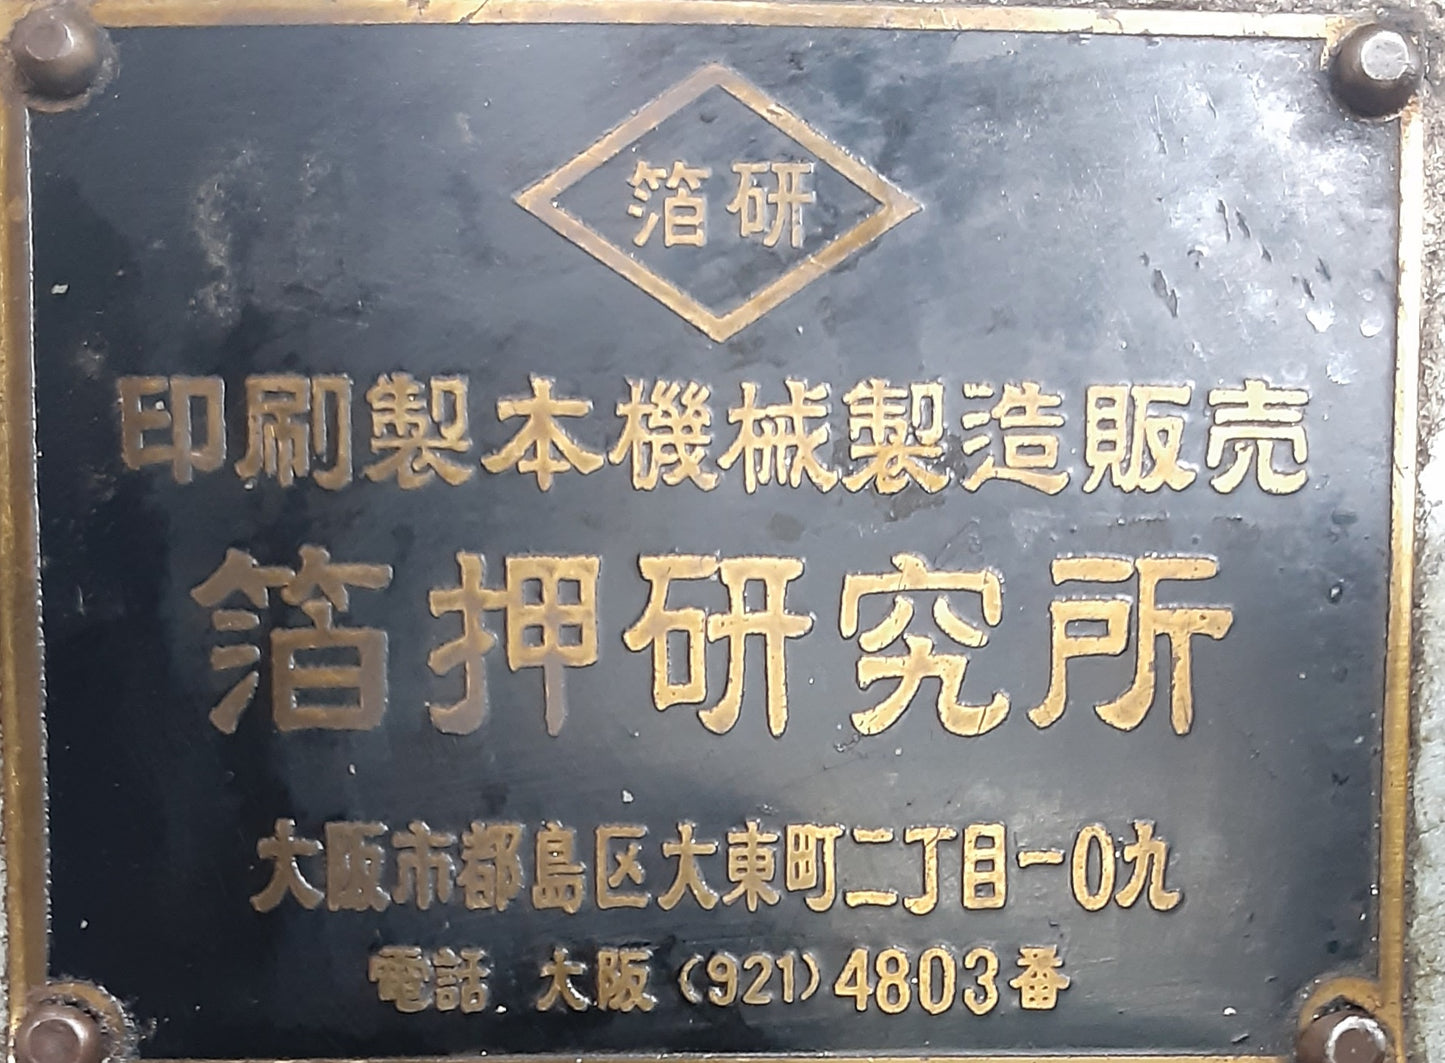 箔研
印刷製本機械製造販売
箔押研究所
大阪市都島区大東町二丁目一0九
電話 大阪(921)4803番